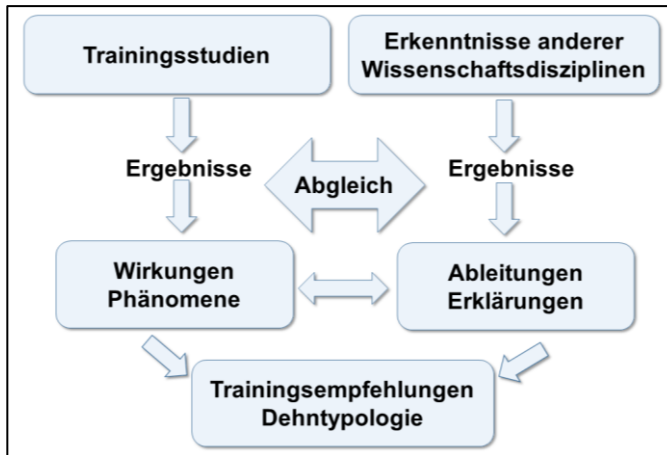 Trainingsstudien
Erkenntnisse anderer
Wissenschaftsdisziplinen
Ergebnisse
Abgleich
Ergebnisse
Wirkungen
Phänomene
Ableitungen
Erklärungen
Trainingsempfehlungen
Dehntypologie